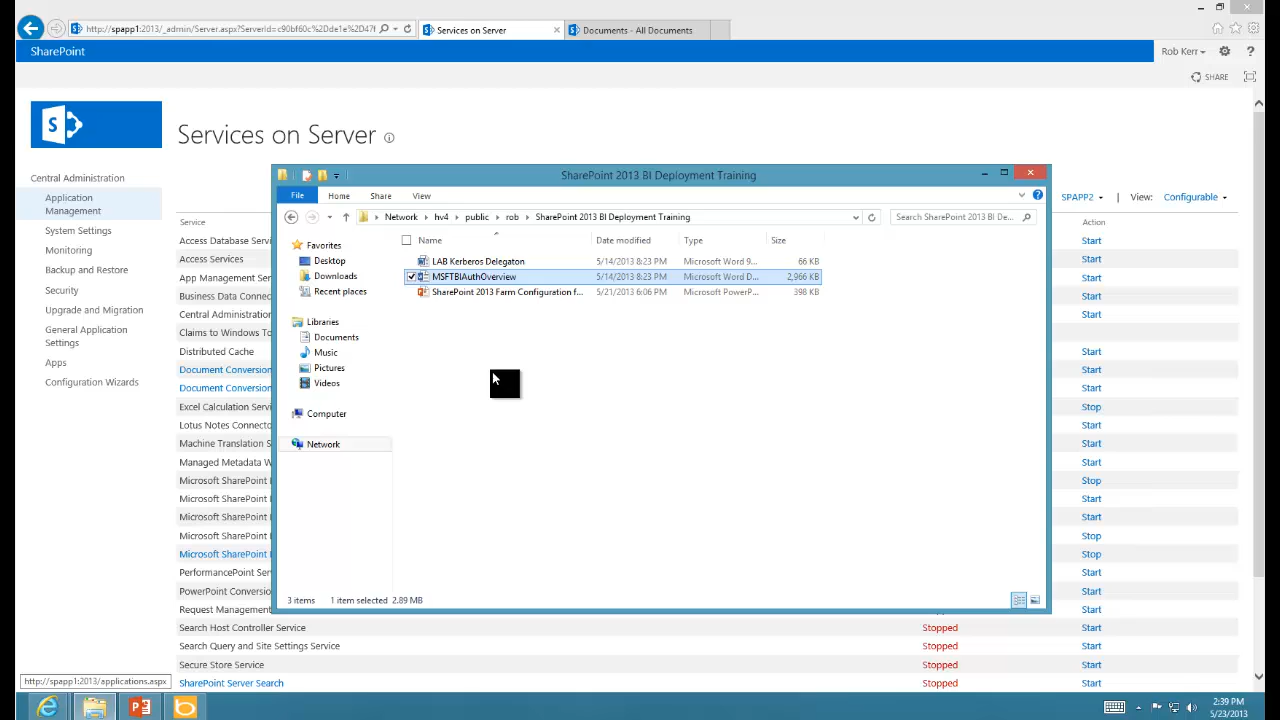 http://spapp1:2013/_admin/Server.aspx?ServerId=c90bf60c%2Dde1e%2D47f
Services on Server
Documents - All Documents
SharePoint
Rob Kerr
SHARE
Services on Server
Central Administration
Application Management
System Settings
Monitoring
Backup and Restore
Security
Upgrade and Migration
General Application Settings
Apps
Configuration Wizards
SPAPP2
View:
Configurable
Service
Action
Access Database Servi
Start
Access Services
Start
App Management Ser
Start
Business Data Connec
Start
Central Administration
Start
Claims to Windows To
Distributed Cache
Start
Document Conversion
Start
Document Conversion
Start
Excel Calculation Servi
Stop
Lotus Notes Connecto
Start
Machine Translation S
Start
Managed Metadata W
Start
Microsoft SharePoint
Stop
Microsoft SharePoint
Start
Microsoft SharePoint
Stop
Microsoft SharePoint
Stop
PerformancePoint Ser
Start
PowerPoint Conversio
Start
Request Management
Start
Search Host Controller Service
Stopped
Start
Search Query and Site Settings Service
Stopped
Start
Secure Store Service
Stopped
Start
SharePoint Server Search
Stopped
Start
SharePoint 2013 BI Deployment Training
File
Home
Share
View
Network
hv4
public
rob
SharePoint 2013 BI Deployment Training
Search SharePoint 2013 BI De...
Favorites
Desktop
Downloads
Recent places
Libraries
Documents
Music
Pictures
Videos
Computer
Network
Name
Date modified
Type
Size
LAB Kerberos Delegaton
5/14/2013 8:23 PM
Microsoft Word 9...
66 KB
MSFTBIAuthOverview
5/14/2013 8:23 PM
Microsoft Word D...
2,966 KB
SharePoint 2013 Farm Configuration f...
5/21/2013 6:06 PM
Microsoft PowerP...
398 KB
3 items
1 item selected 2.89 MB
http://spapp1:2013/applications.aspx
2:39 PM
5/23/2013